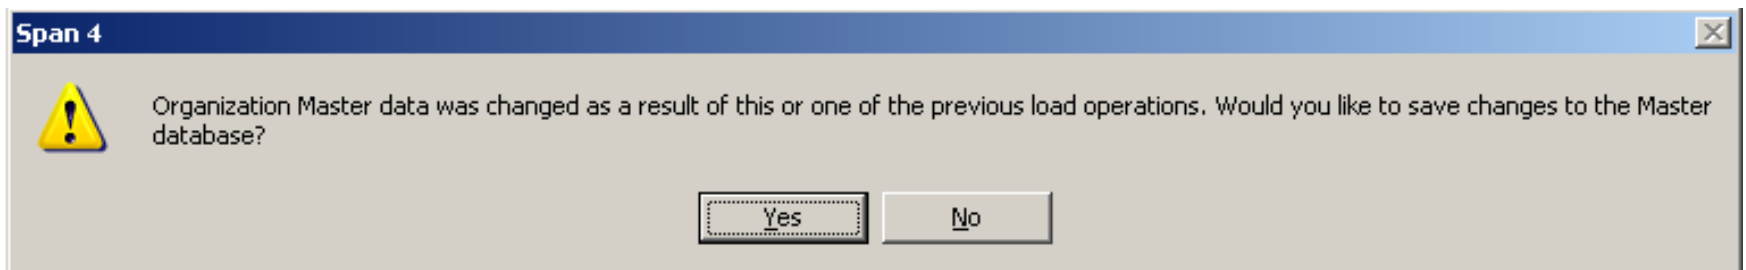 Span 4
Organization Master data was changed as a result of this or one of the previous load operations. Would you like to save changes to the Master
database?
Yes No